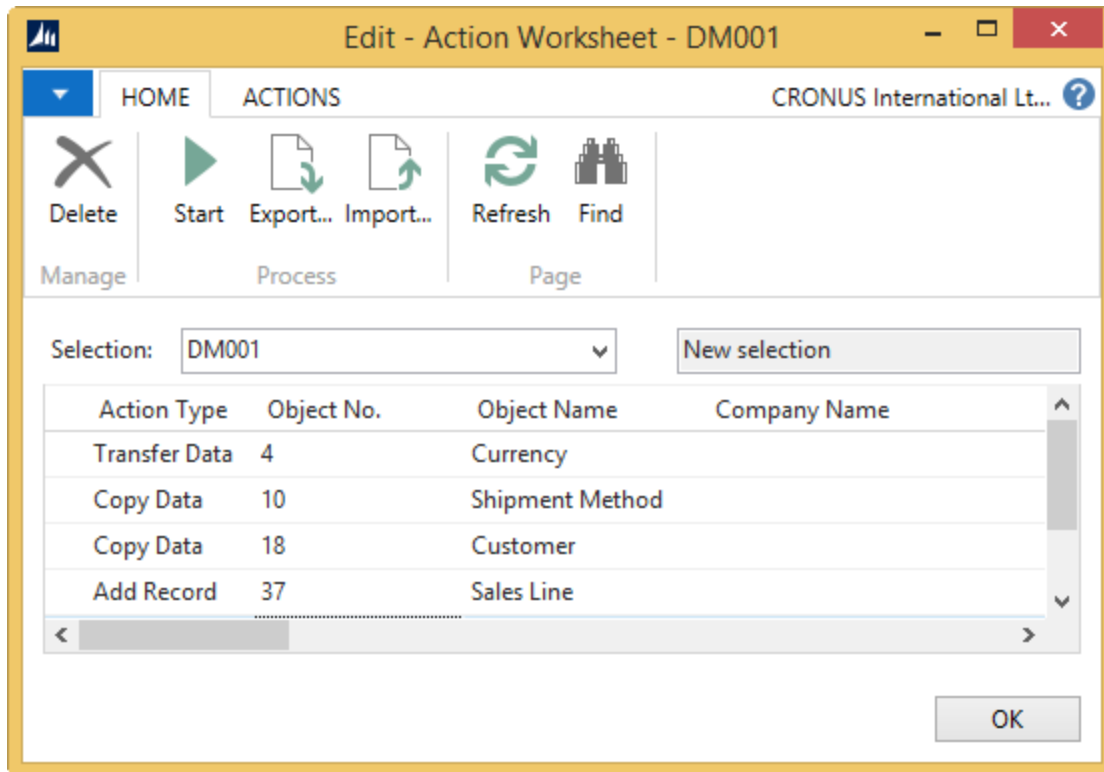 Edit - Action Worksheet - DM001
HOME ACTIONS CRONUS International Lt...
Delete Start Export... Import... Refresh Find
Manage Process Page
Selection: DM001 New selection
Action Type Object No. Object Name Company Name
Transfer Data 4 Currency
Copy Data 10 Shipment Method
Copy Data 18 Customer
Add Record 37 Sales Line
OK